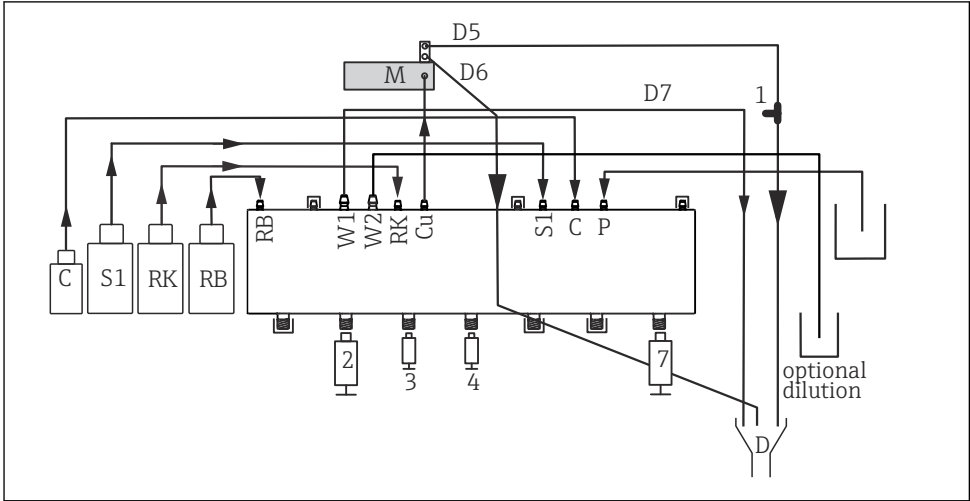 D5
M
D6
D7
1
RB
W1
W2
RK
Cu
S1
C
P
C
S1
RK
RB
2
3
4
7
optional
dilution
D